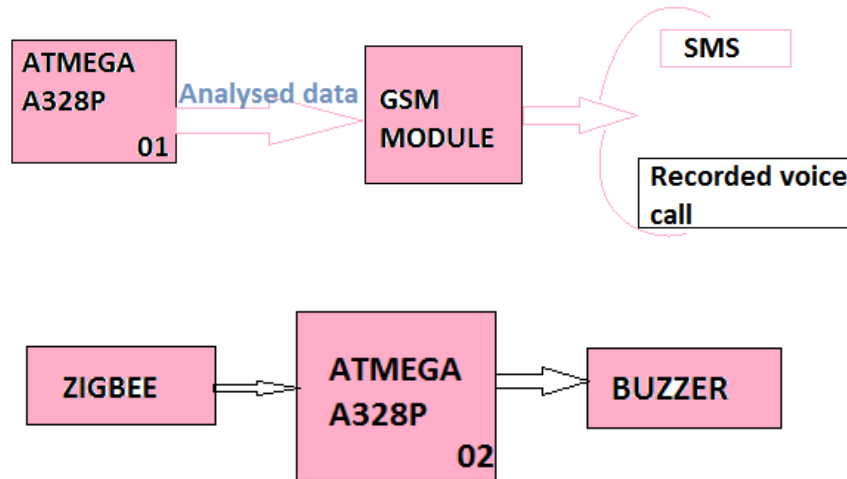 ATMEGA
A328P
01
Analysed data
GSM
MODULE
SMS
Recorded voice
call
ZIGBEE
ATMEGA
A328P
02
BUZZER